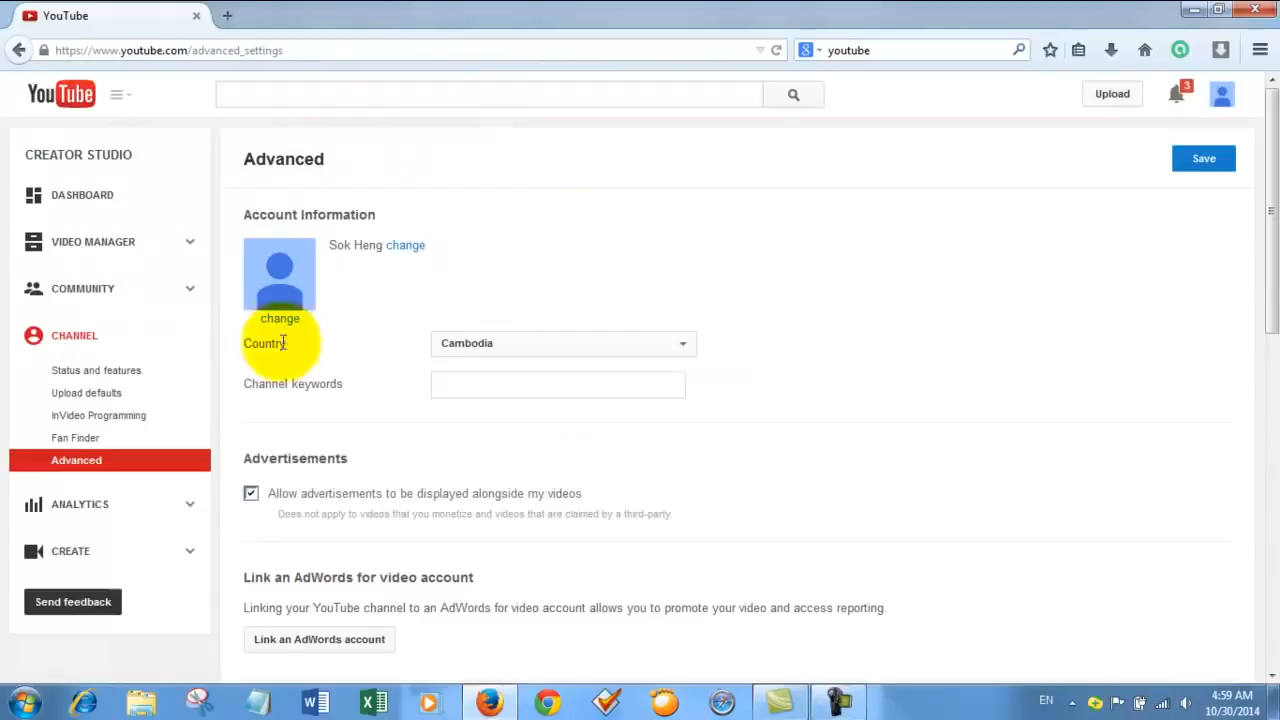 YouTube
https://www.youtube.com/advanced_settings
youtube
YouTube
Upload
3
CREATOR STUDIO
DASHBOARD
VIDEO MANAGER
COMMUNITY
CHANNEL
Status and features
Upload defaults
InVideo Programming
Fan Finder
Advanced
ANALYTICS
CREATE
Send feedback
Advanced
Save
Account Information
Sok Heng change
change
Country
Cambodia
Channel keywords
Advertisements
Allow advertisements to be displayed alongside my videos
Does not apply to videos that you monetize and videos that are claimed by a third-party.
Link an AdWords for video account
Linking your YouTube channel to an AdWords for video account allows you to promote your video and access reporting.
Link an AdWords account
EN
4:59 AM
10/30/2014